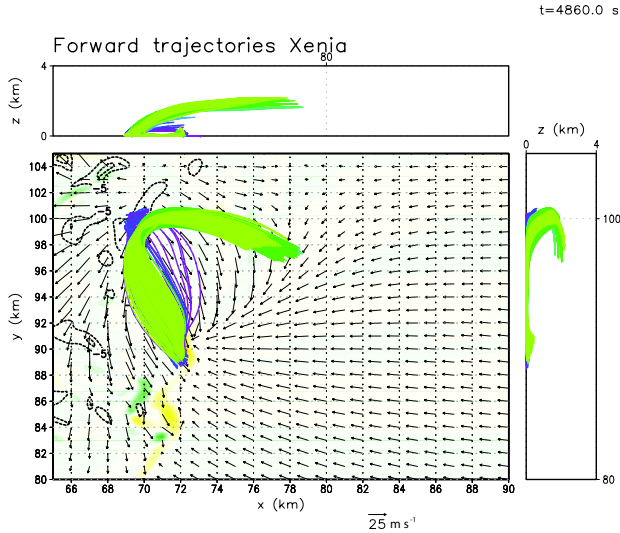 t=4860.0 s
Forward trajectories Xenia
80
4
2
0
z (km)
z (km)
0 4
104
102
100
98
96
94
92
90
88
86
84
82
80
y (km)
-5
-5
-5
100
80
66 68 70 72 74 76 78 80 82 84 86 88 90
x (km)
25 m s⁻¹